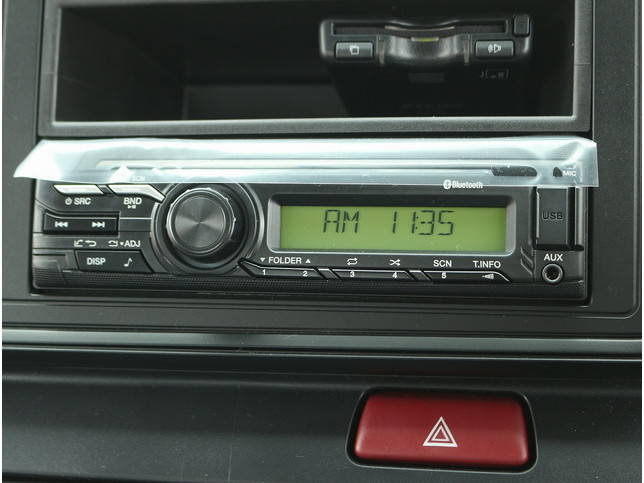 MIC
SCN
Bluetooth
SRC
BND
AM 11:35
USB
ADJ
DISP
FOLDER
SCN
T.INFO
AUX
1
2
3
4
5